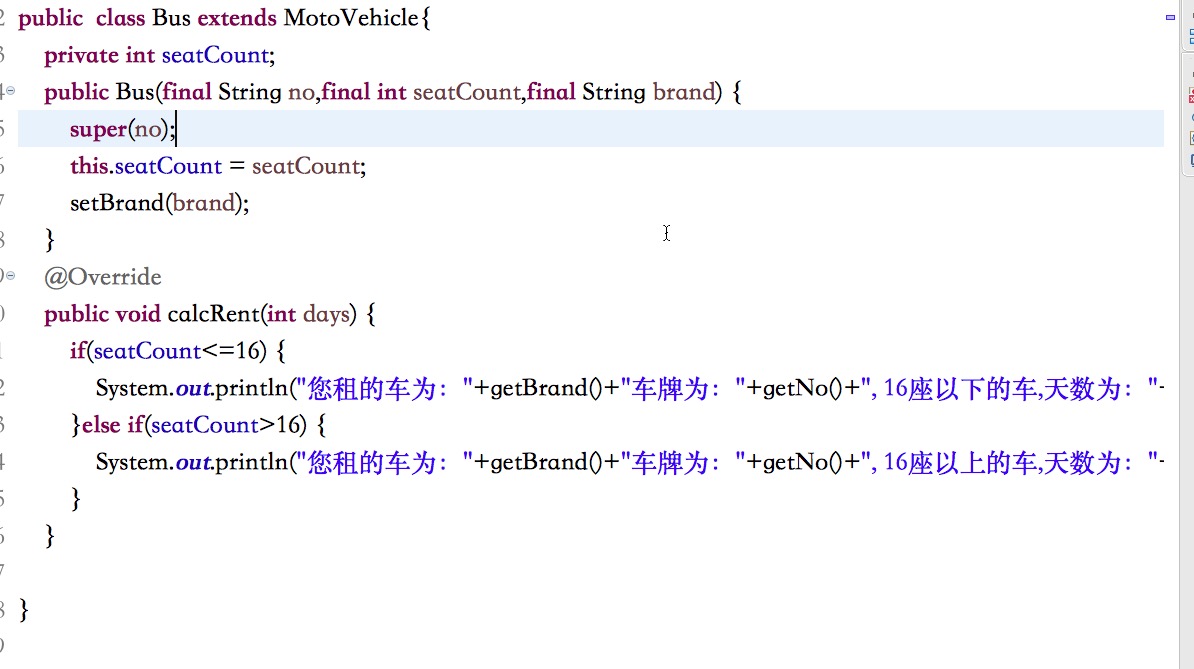 2 public  class Bus extends MotoVehicle{
3 private int seatCount;
4 public Bus(final String no,final int seatCount,final String brand) {
5 super(no);
6 this.seatCount = seatCount;
7 setBrand(brand);
8 }
9 @Override
0 public void calcRent(int days) {
1 if(seatCount<=16) {
2 System.out.println("您租的车为："+getBrand()+"车牌为："+getNo()+", 16座以下的车,天数为："-
3 }else if(seatCount>16) {
4 System.out.println("您租的车为："+getBrand()+"车牌为："+getNo()+", 16座以上的车,天数为："-
5 }
6 }
7
8 }
9